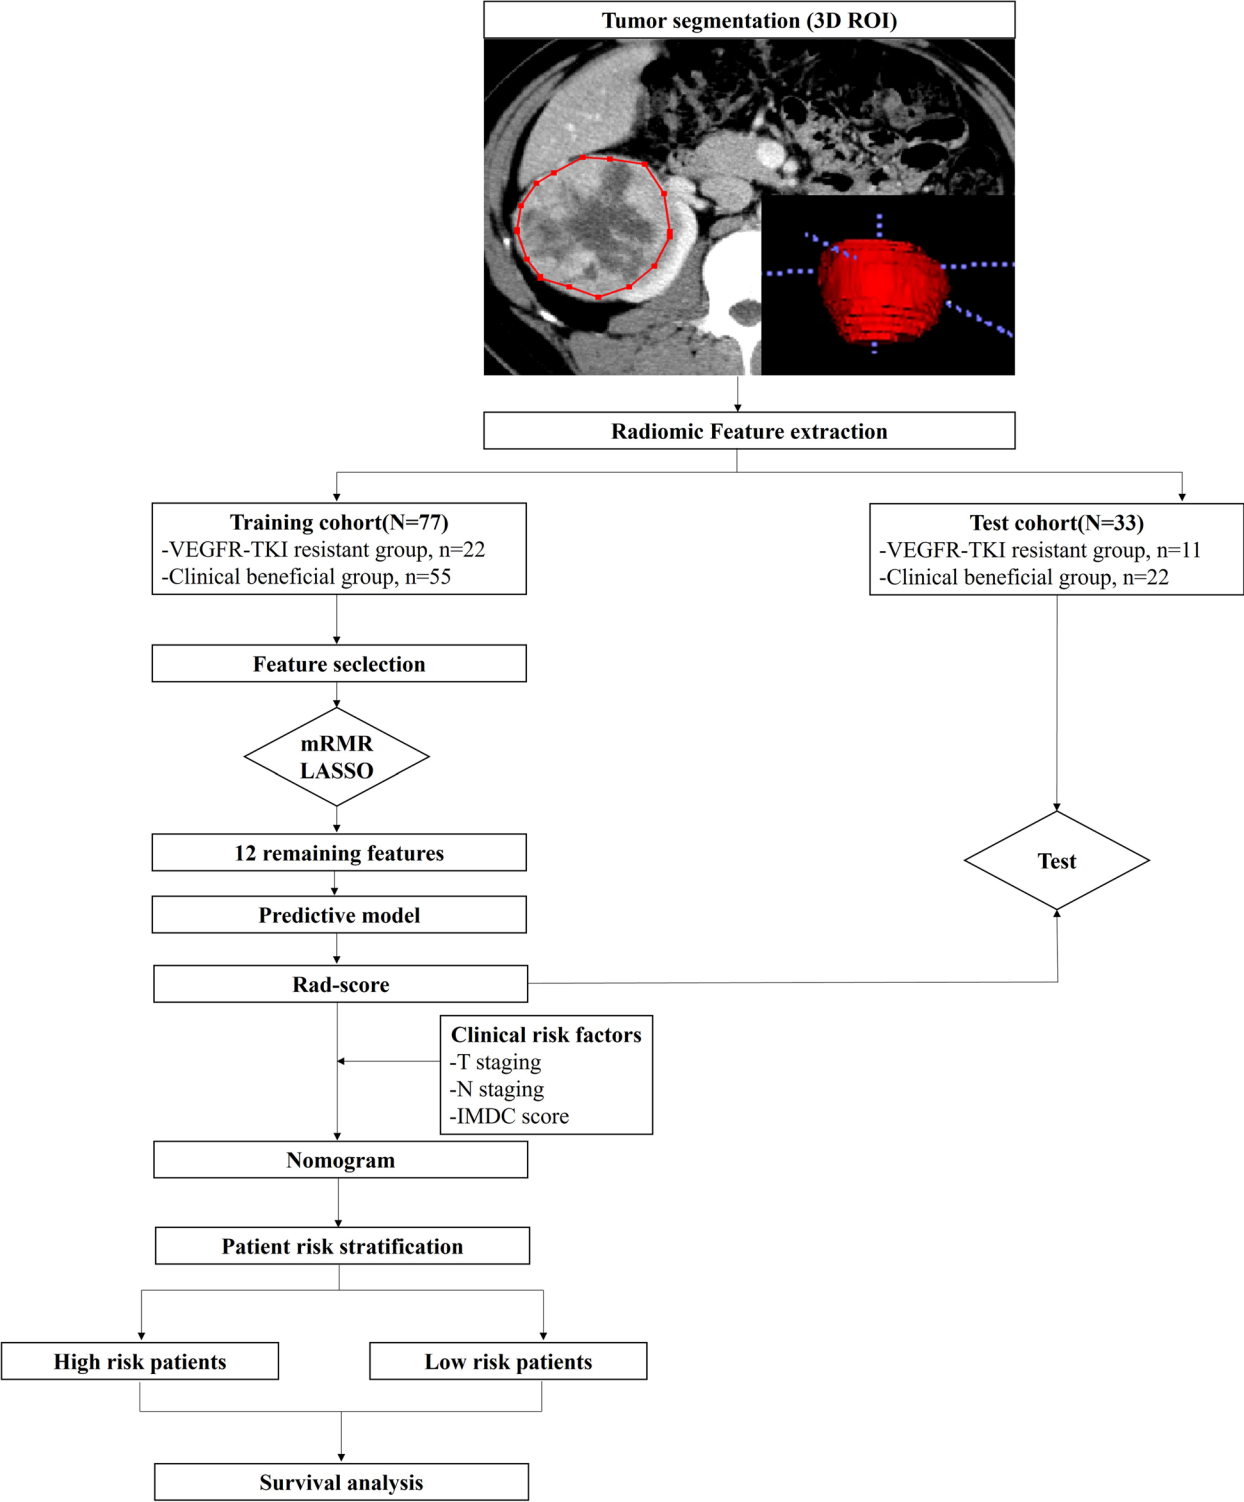 Tumor segmentation (3D ROI)
Radiomic Feature extraction
Training cohort(N=77)
-VEGFR-TKI resistant group, n=22
-Clinical beneficial group, n=55
Test cohort(N=33)
-VEGFR-TKI resistant group, n=11
-Clinical beneficial group, n=22
Feature seclection
mRMR
LASSO
12 remaining features
Test
Predictive model
Rad-score
Clinical risk factors
-T staging
-N staging
-IMDC score
Nomogram
Patient risk stratification
High risk patients
Low risk patients
Survival analysis